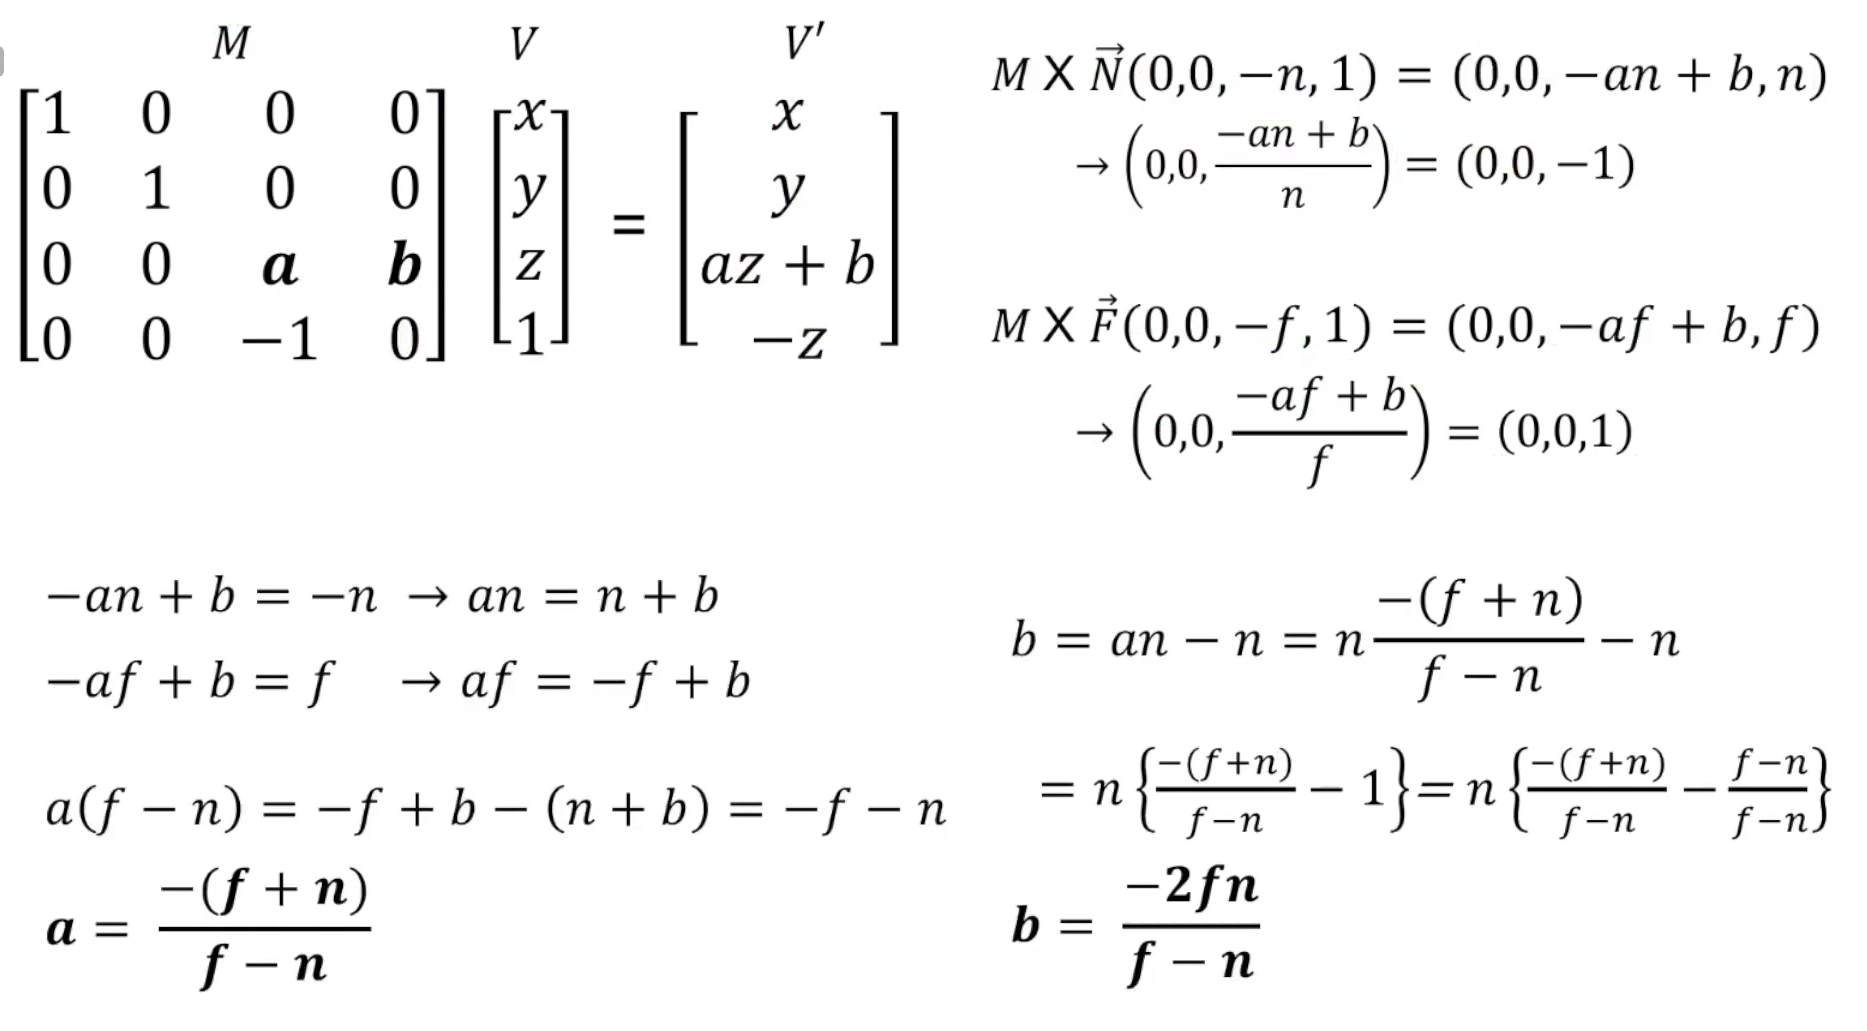 M V V′
[1 0 0 0] [x] [x]
[0 1 0 0] [y] = [y]
[0 0 a b] [z] [az + b]
[0 0 −1 0] [1] [−z]
M X N⃗(0,0, −n, 1) = (0,0, −an + b, n)
→ (0,0, (−an + b)/n) = (0,0, −1)
M X F⃗(0,0, −f, 1) = (0,0, −af + b, f)
→ (0,0, (−af + b)/f) = (0,0,1)
−an + b = −n → an = n + b
−af + b = f → af = −f + b
a(f − n) = −f + b − (n + b) = −f − n
a = −(f + n)/(f − n)
b = an − n = n −(f + n)/(f − n) − n
= n {−(f+n)/(f−n) − 1} = n {−(f+n)/(f−n) − (f−n)/(f−n)}
b = −2fn/(f − n)